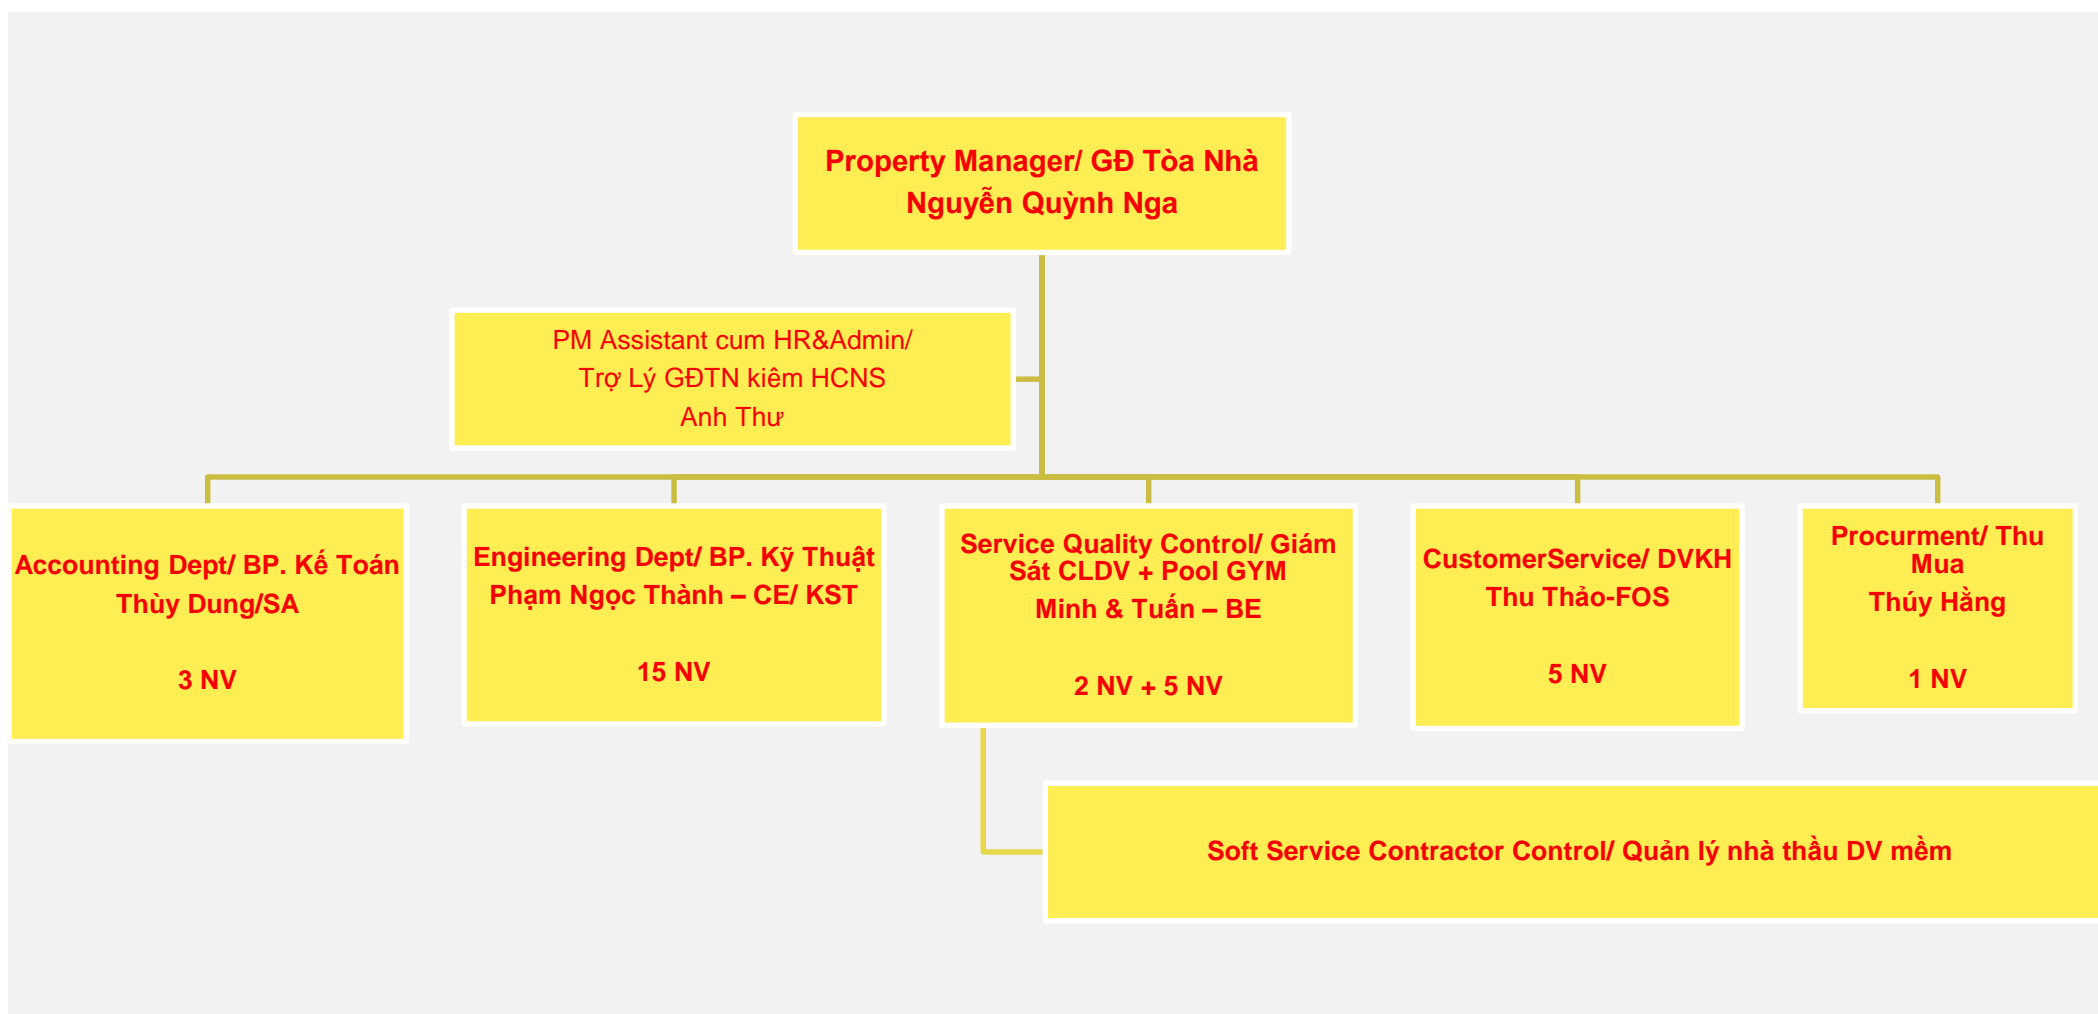 Property Manager/ GĐ Tòa Nhà
Nguyễn Quỳnh Nga
PM Assistant cum HR&Admin/
Trợ Lý GĐTN kiêm HCNS
Anh Thư
Accounting Dept/ BP. Kế Toán
Thùy Dung/SA
3 NV
Engineering Dept/ BP. Kỹ Thuật
Phạm Ngọc Thành – CE/ KST
15 NV
Service Quality Control/ Giám
Sát CLDV + Pool GYM
Minh & Tuấn – BE
2 NV + 5 NV
CustomerService/ DVKH
Thu Thảo-FOS
5 NV
Procurment/ Thu
Mua
Thúy Hằng
1 NV
Soft Service Contractor Control/ Quản lý nhà thầu DV mềm